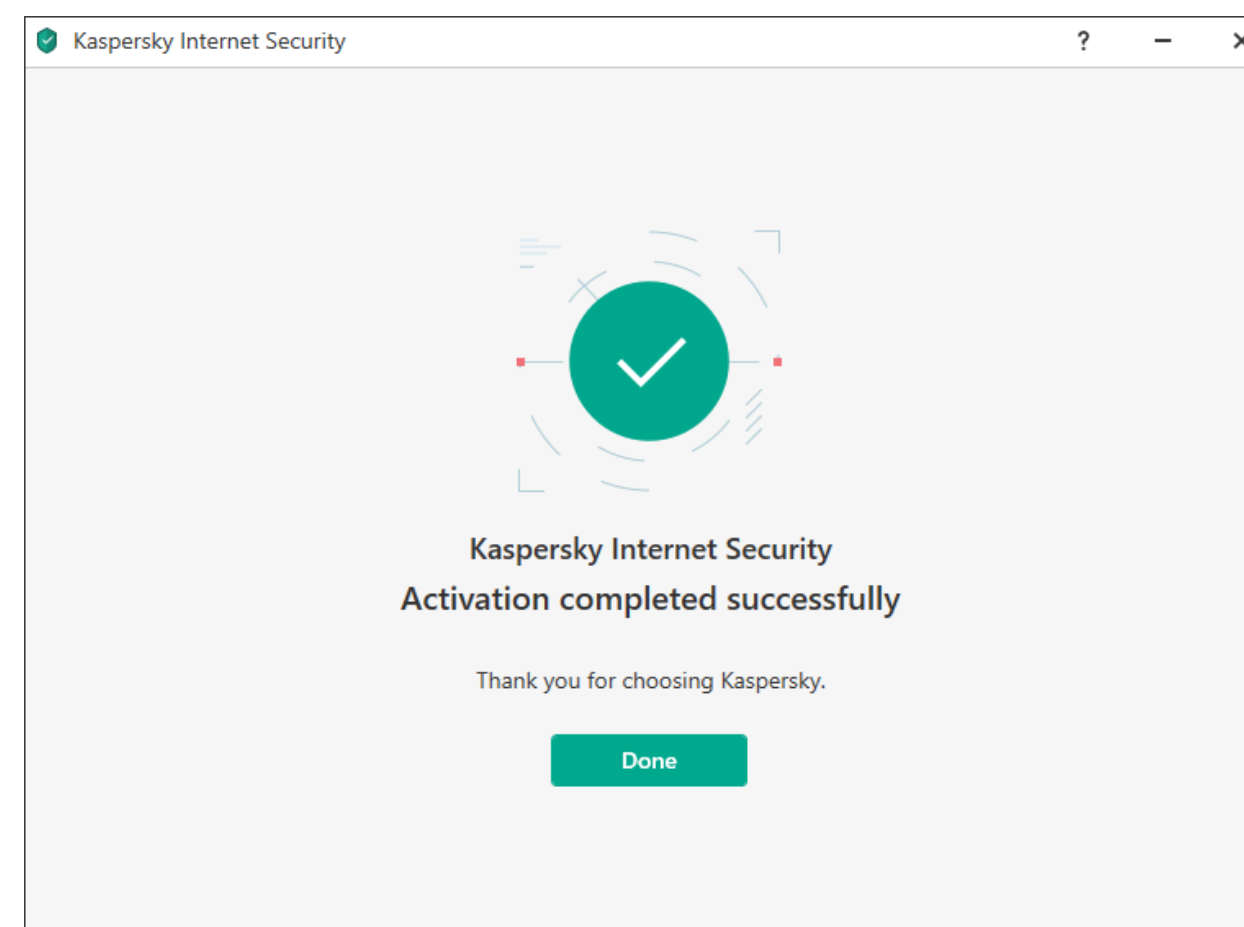 Kaspersky Internet Security
Kaspersky Internet Security
Activation completed successfully
Thank you for choosing Kaspersky.
Done